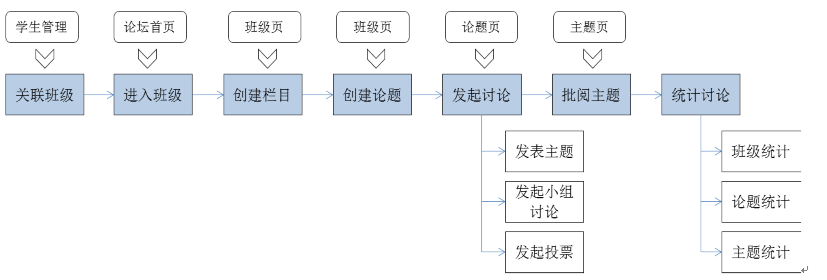 学生管理
论坛首页
班级页
班级页
论题页
主题页
关联班级
进入班级
创建栏目
创建论题
发起讨论
批阅主题
统计讨论
发表主题
发起小组
讨论
发起投票
班级统计
论题统计
主题统计